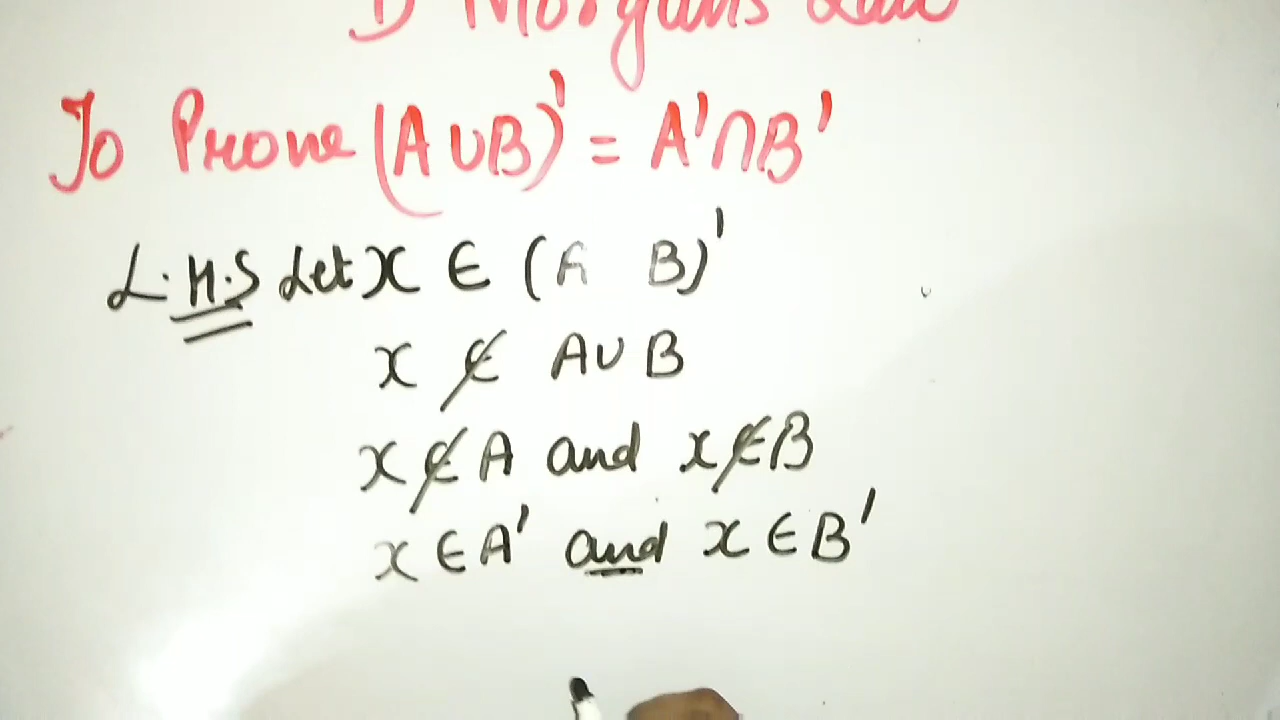 D Morgans Law
To Prove (A∪B)' = A'∩B'
L.H.S Let x ∈ (A B)'
x ∉ A∪B
x ∉ A and x ∉ B
x ∈ A' and x ∈ B'